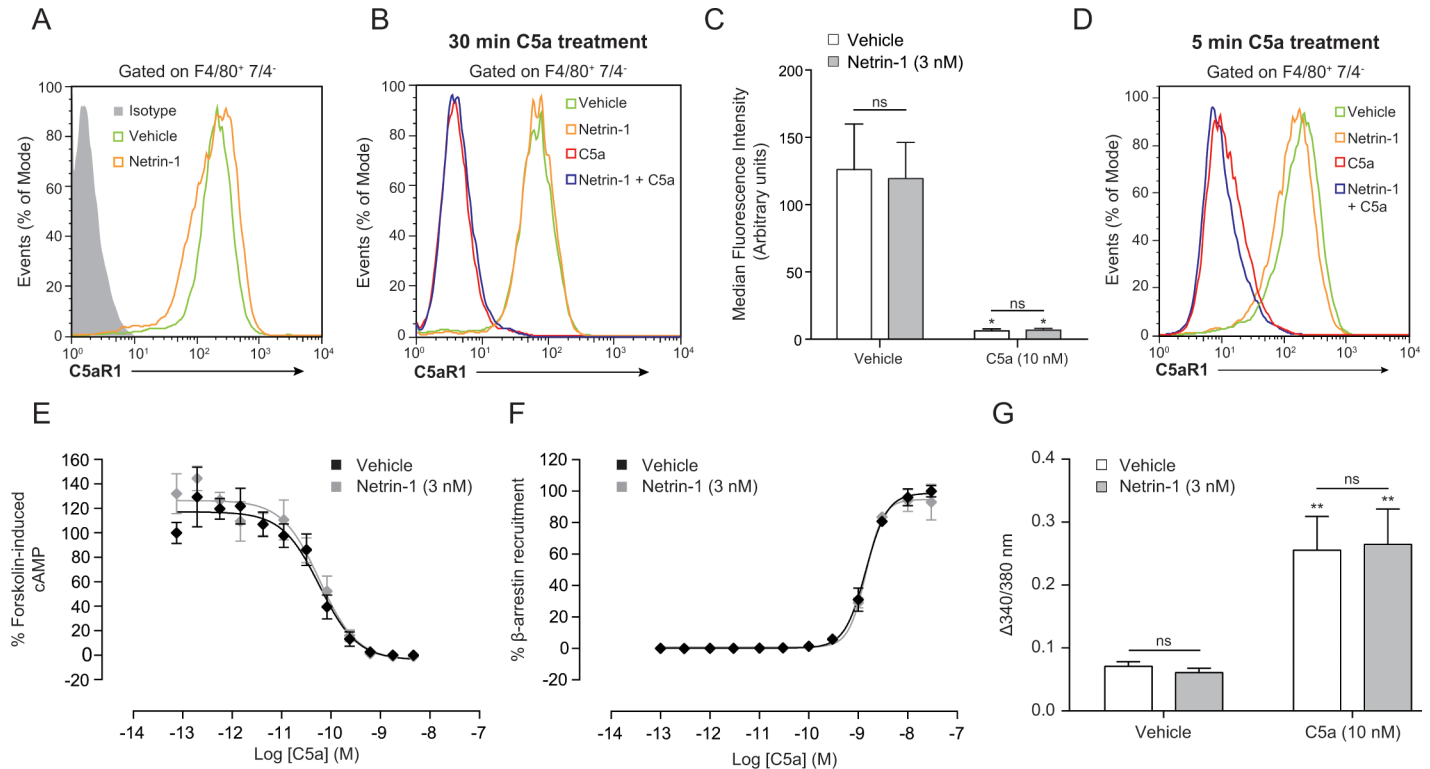 A
Gated on F4/80⁺ 7/4⁻
Events (% of Mode)
100
80
60
40
20
0
Isotype
Vehicle
Netrin-1
10⁰ 10¹ 10² 10³ 10⁴
C5aR1
B
30 min C5a treatment
Gated on F4/80⁺ 7/4⁻
Events (% of Mode)
100
80
60
40
20
0
Vehicle
Netrin-1
C5a
Netrin-1 + C5a
10⁰ 10¹ 10² 10³ 10⁴
C5aR1
C
Vehicle
Netrin-1 (3 nM)
Median Fluorescence Intensity
(Arbitrary units)
200
150
100
50
0
ns
ns
* *
Vehicle C5a (10 nM)
D
5 min C5a treatment
Gated on F4/80⁺ 7/4⁻
Events (% of Mode)
100
80
60
40
20
0
Vehicle
Netrin-1
C5a
Netrin-1
+ C5a
10⁰ 10¹ 10² 10³ 10⁴
C5aR1
E
Vehicle
Netrin-1 (3 nM)
% Forskolin-induced
cAMP
160
140
120
100
80
60
40
20
0
-20
-14 -13 -12 -11 -10 -9 -8 -7
Log [C5a] (M)
F
Vehicle
Netrin-1 (3 nM)
% β-arrestin recruitment
120
100
80
60
40
20
0
-20
-14 -13 -12 -11 -10 -9 -8 -7
Log [C5a] (M)
G
Vehicle
Netrin-1 (3 nM)
Δ340/380 nm
0.4
0.3
0.2
0.1
0.0
ns
ns
** **
Vehicle C5a (10 nM)